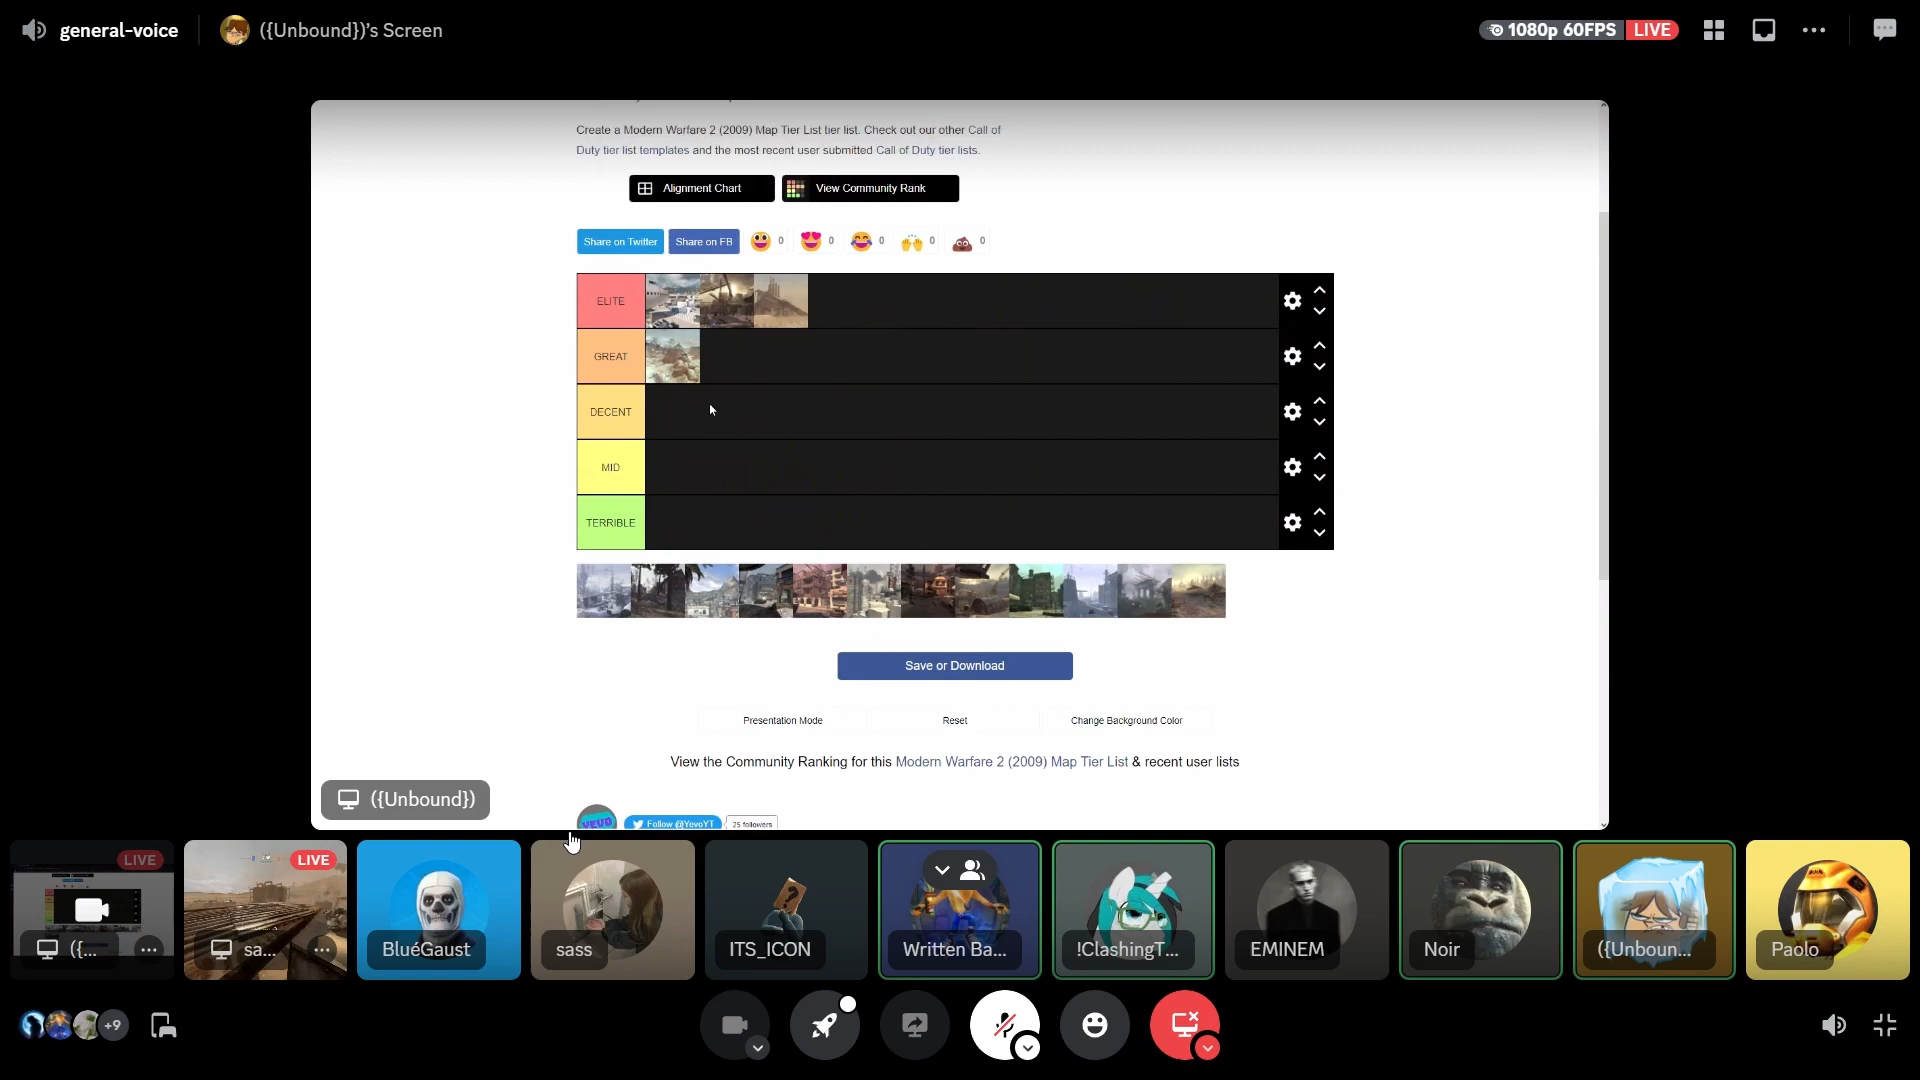 general-voice
({Unbound})'s Screen
1080p 60FPS
LIVE
Create a Modern Warfare 2 (2009) Map Tier List tier list. Check out our other Call of
Duty tier list templates and the most recent user submitted Call of Duty tier lists.
Alignment Chart
View Community Rank
Share on Twitter
Share on FB
0
0
0
0
0
ELITE
GREAT
DECENT
MID
TERRIBLE
Save or Download
Presentation Mode
Reset
Change Background Color
View the Community Ranking for this Modern Warfare 2 (2009) Map Tier List & recent user lists
({Unbound})
Follow @YevoYT
25 followers
LIVE
({...
LIVE
sa...
BluéGaust
sass
ITS_ICON
Written Ba...
!ClashingT...
EMINEM
Noir
({Unboun...
Paolo
+9